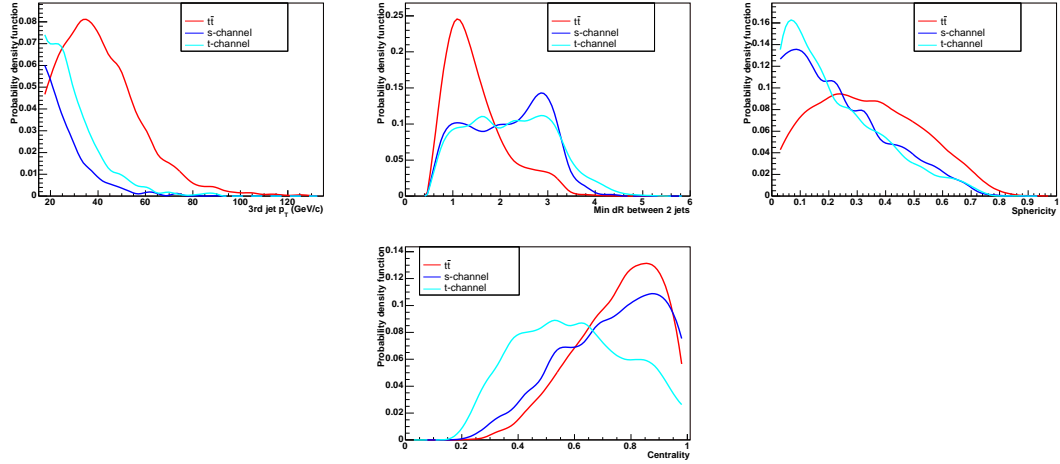 Probability density function
0.08
0.07
0.06
0.05
0.04
0.03
0.02
0.01
0
tt̄
s-channel
t-channel
20 40 60 80 100 120
3rd jet p_T (GeV/c)
Probability density function
0.25
0.2
0.15
0.1
0.05
0
tt̄
s-channel
t-channel
0 1 2 3 4 5 6
Min dR between 2 jets
Probability density function
0.16
0.14
0.12
0.1
0.08
0.06
0.04
0.02
0
tt̄
s-channel
t-channel
0 0.1 0.2 0.3 0.4 0.5 0.6 0.7 0.8 0.9 1
Sphericity
Probability density function
0.14
0.12
0.1
0.08
0.06
0.04
0.02
0
tt̄
s-channel
t-channel
0 0.2 0.4 0.6 0.8 1
Centrality